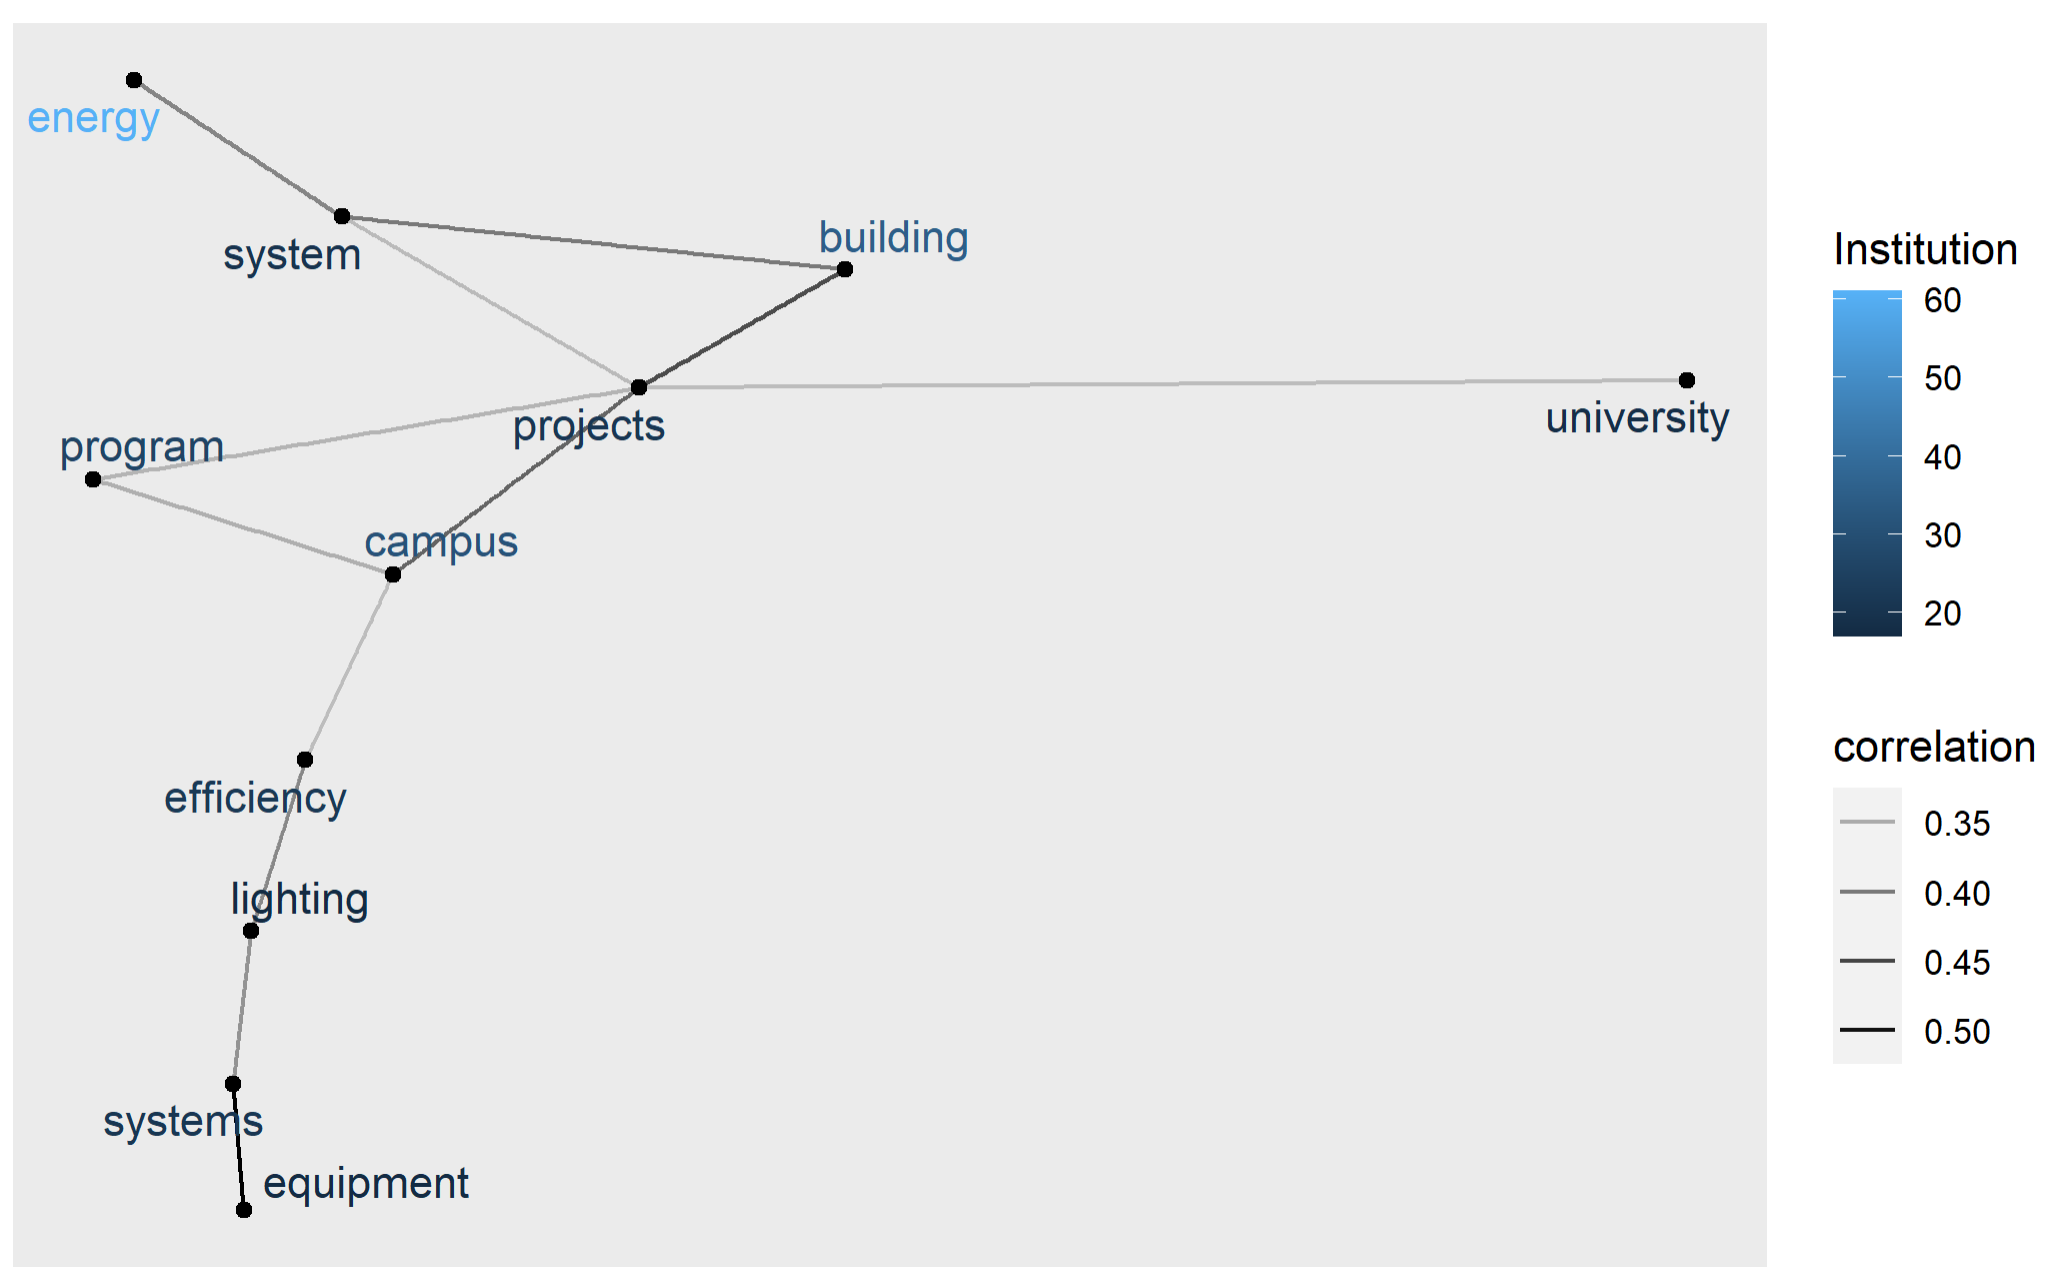 energy
system
building
projects
university
program
campus
efficiency
lighting
systems
equipment
Institution
60
50
40
30
20
correlation
0.35
0.40
0.45
0.50